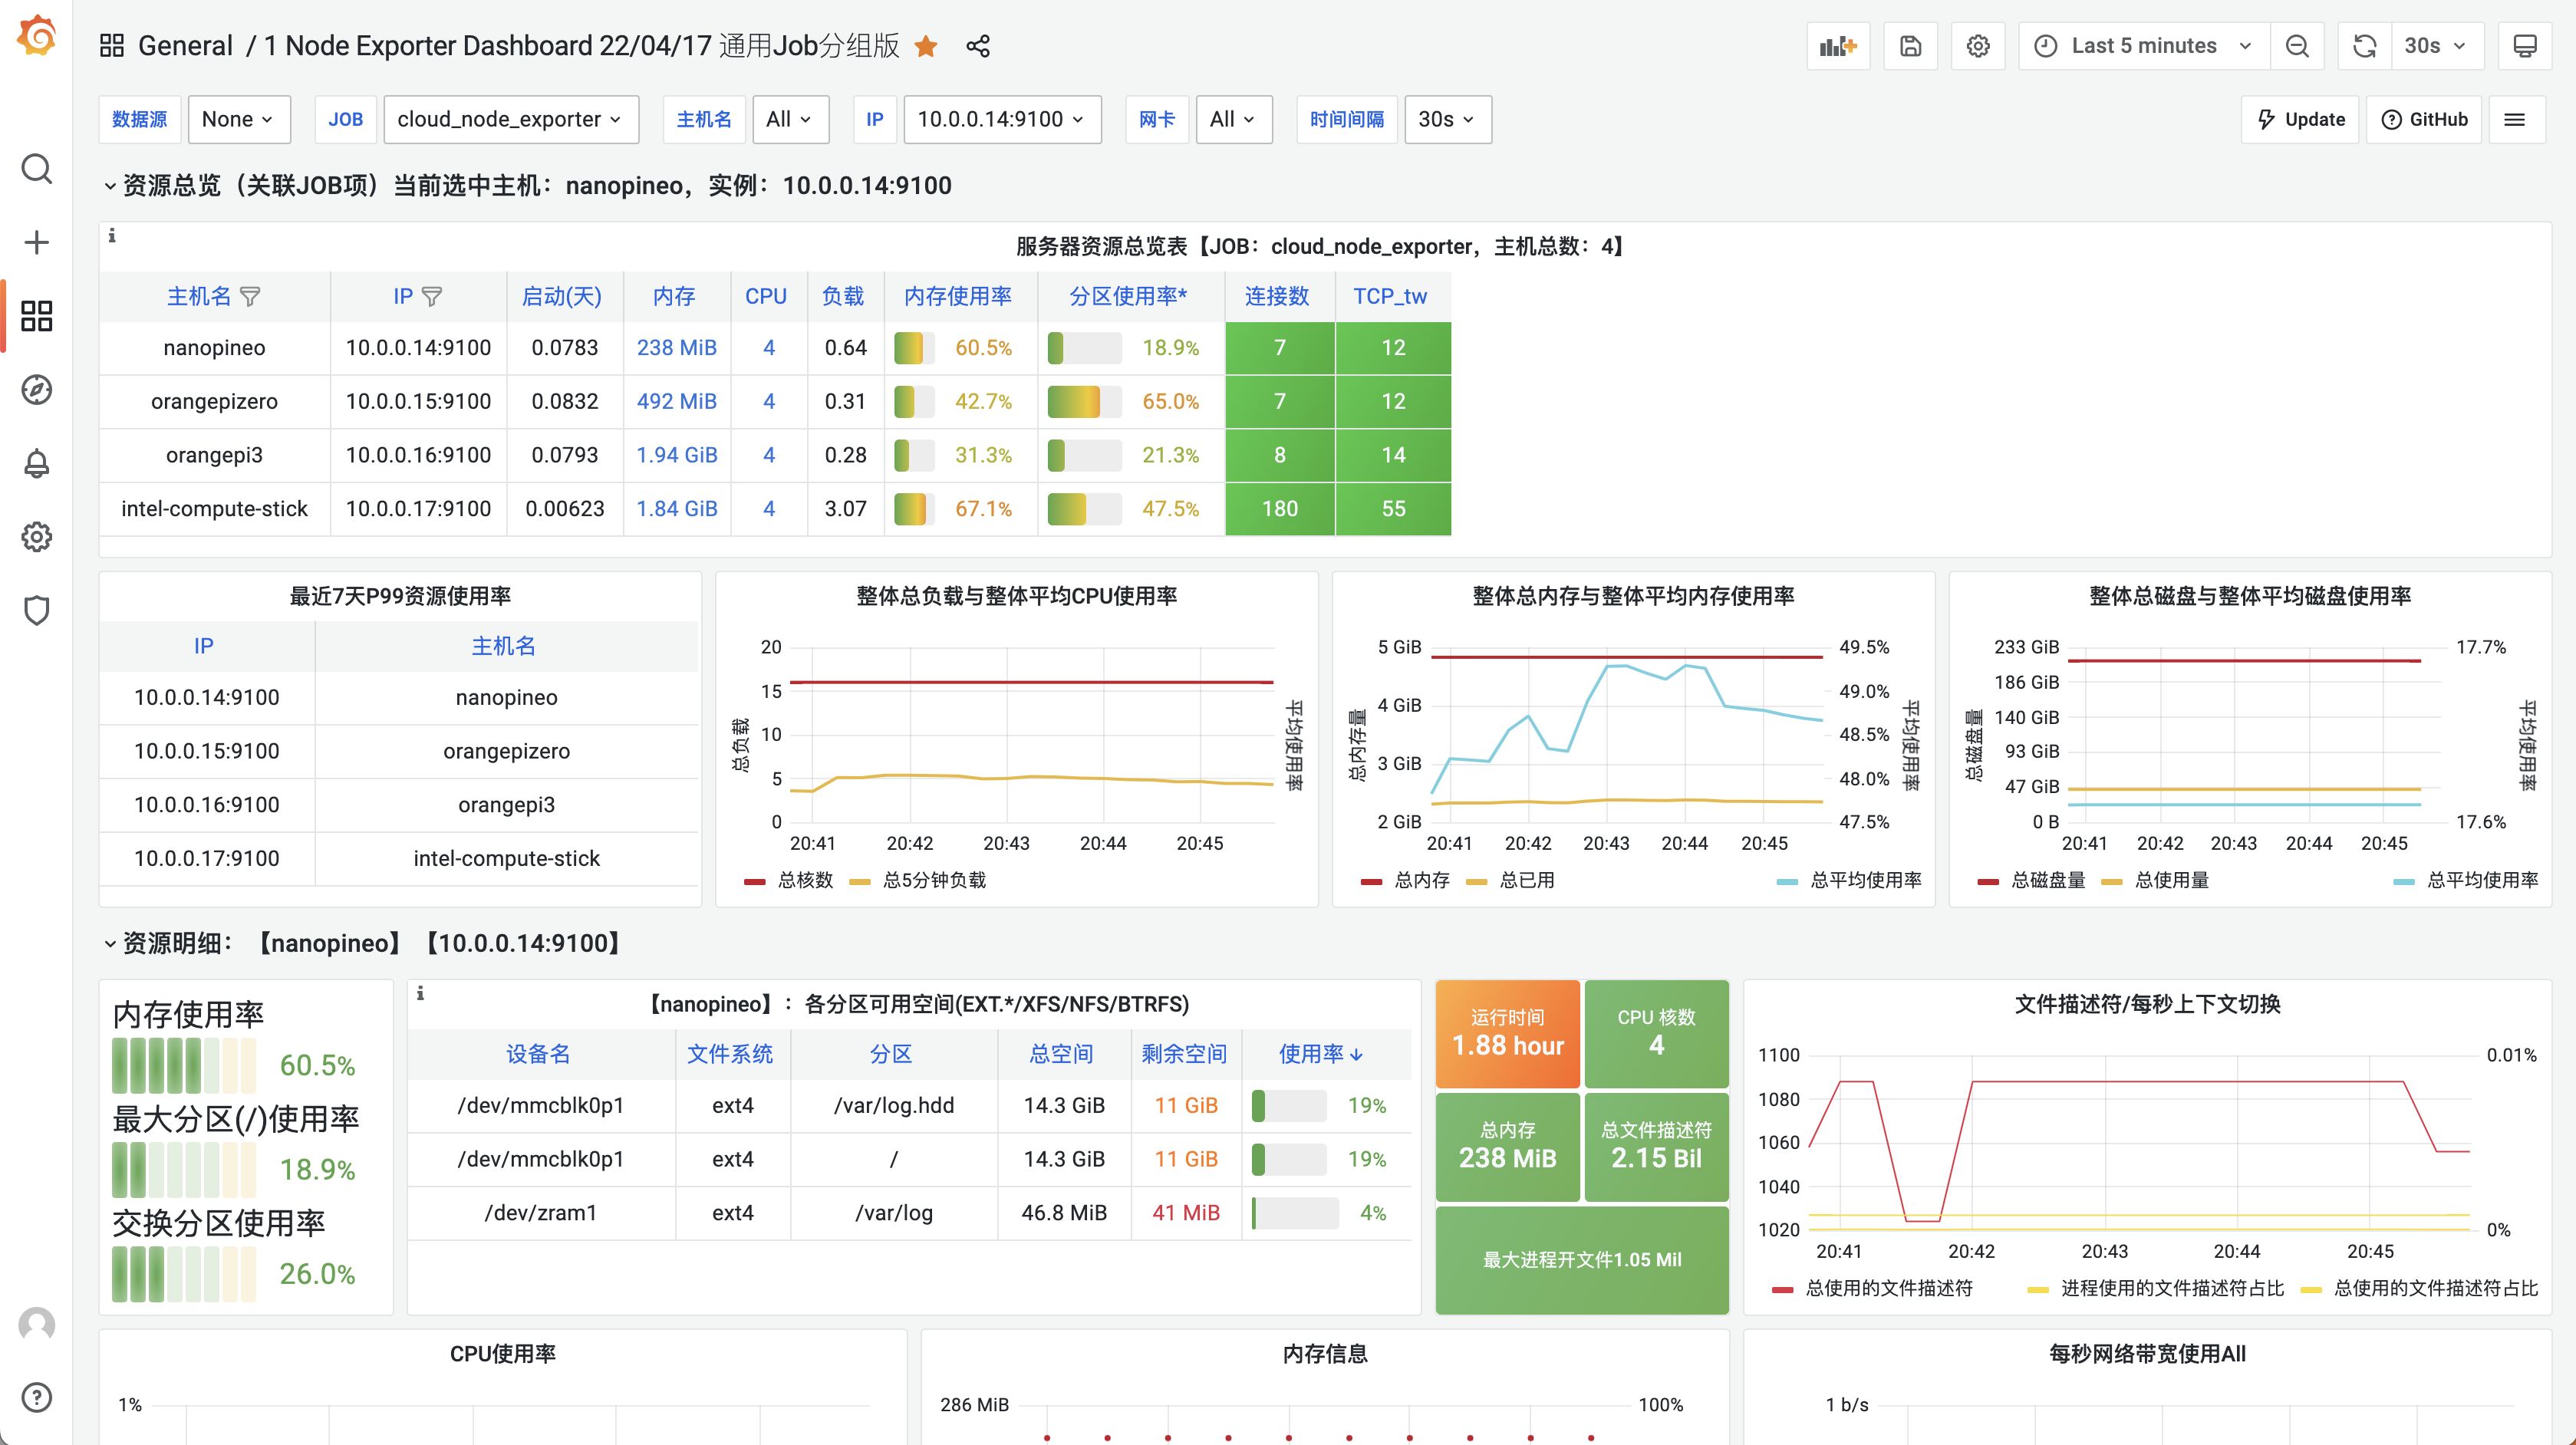 General / 1 Node Exporter Dashboard 22/04/17 通用Job分组版
Last 5 minutes
30s
数据源 None JOB cloud_node_exporter 主机名 All IP 10.0.0.14:9100 网卡 All 时间间隔 30s Update GitHub
资源总览（关联JOB项）当前选中主机：nanopineo，实例：10.0.0.14:9100
服务器资源总览表【JOB：cloud_node_exporter，主机总数：4】
主机名 IP 启动(天) 内存 CPU 负载 内存使用率 分区使用率* 连接数 TCP_tw
nanopineo 10.0.0.14:9100 0.0783 238 MiB 4 0.64 60.5% 18.9% 7 12
orangepizero 10.0.0.15:9100 0.0832 492 MiB 4 0.31 42.7% 65.0% 7 12
orangepi3 10.0.0.16:9100 0.0793 1.94 GiB 4 0.28 31.3% 21.3% 8 14
intel-compute-stick 10.0.0.17:9100 0.00623 1.84 GiB 4 3.07 67.1% 47.5% 180 55
最近7天P99资源使用率
IP 主机名
10.0.0.14:9100 nanopineo
10.0.0.15:9100 orangepizero
10.0.0.16:9100 orangepi3
10.0.0.17:9100 intel-compute-stick
整体总负载与整体平均CPU使用率
总负载
20
15
10
5
0
平均使用率
20:41 20:42 20:43 20:44 20:45
总核数 总5分钟负载
整体总内存与整体平均内存使用率
总内存量
5 GiB
4 GiB
3 GiB
2 GiB
49.5%
49.0%
48.5%
48.0%
47.5%
平均使用率
20:41 20:42 20:43 20:44 20:45
总内存 总已用 总平均使用率
整体总磁盘与整体平均磁盘使用率
总磁盘量
233 GiB
186 GiB
140 GiB
93 GiB
47 GiB
0 B
17.7%
17.6%
平均使用率
20:41 20:42 20:43 20:44 20:45
总磁盘量 总使用量 总平均使用率
资源明细：【nanopineo】【10.0.0.14:9100】
内存使用率
60.5%
最大分区(/)使用率
18.9%
交换分区使用率
26.0%
【nanopineo】：各分区可用空间(EXT.*/XFS/NFS/BTRFS)
设备名 文件系统 分区 总空间 剩余空间 使用率
/dev/mmcblk0p1 ext4 /var/log.hdd 14.3 GiB 11 GiB 19%
/dev/mmcblk0p1 ext4 / 14.3 GiB 11 GiB 19%
/dev/zram1 ext4 /var/log 46.8 MiB 41 MiB 4%
运行时间
1.88 hour
CPU 核数
4
总内存
238 MiB
总文件描述符
2.15 Bil
最大进程开文件1.05 Mil
文件描述符/每秒上下文切换
1100
1080
1060
1040
1020
0.01%
0%
20:41 20:42 20:43 20:44 20:45
总使用的文件描述符 进程使用的文件描述符占比 总使用的文件描述符占比
CPU使用率
1%
内存信息
286 MiB 100%
每秒网络带宽使用All
1 b/s